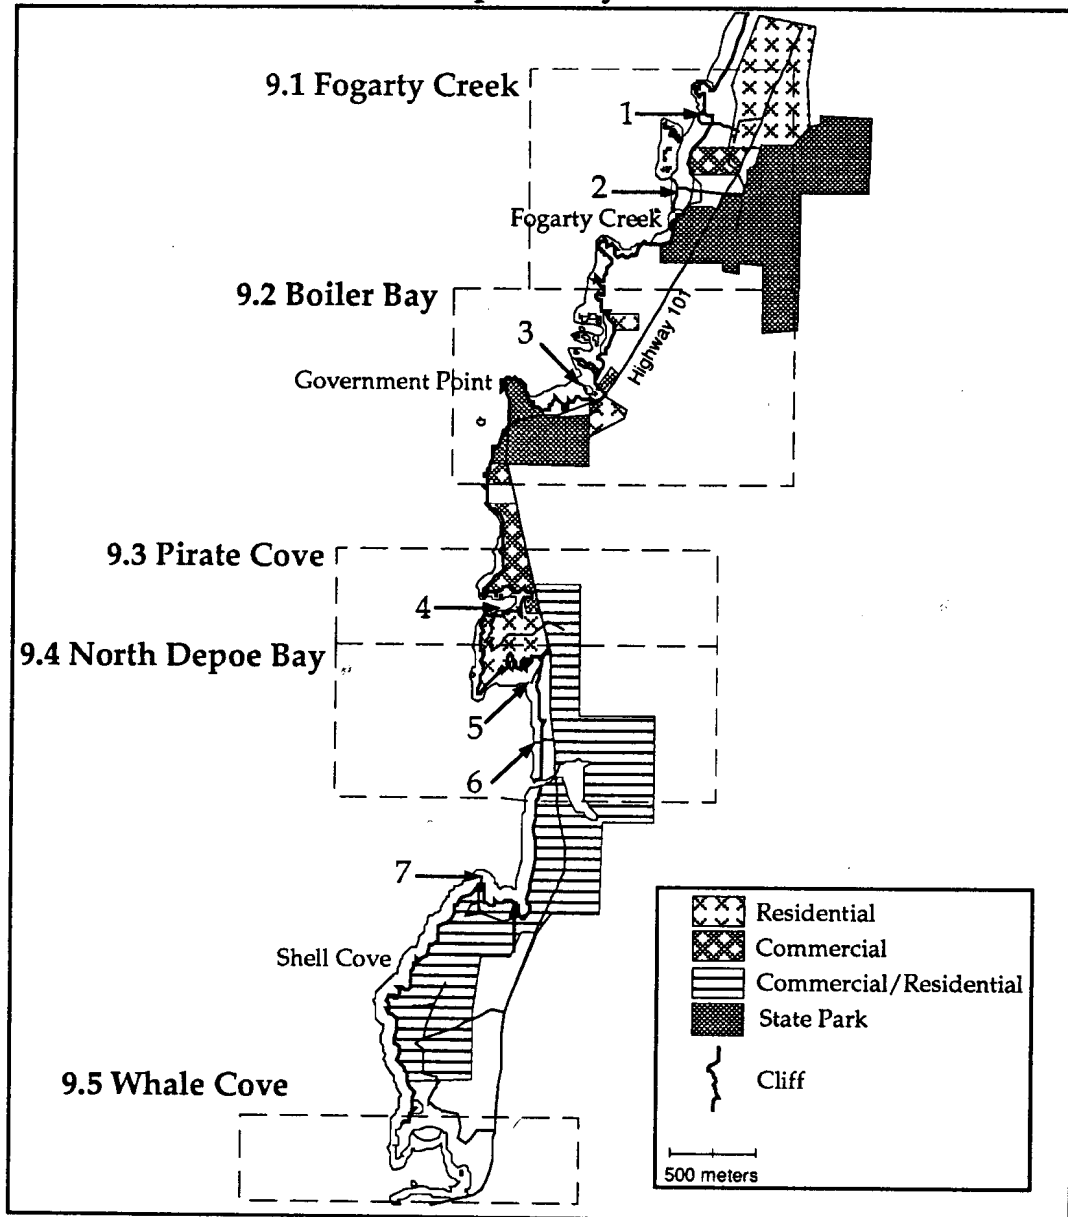 9.1 Fogarty Creek
1
2
Fogarty Creek
9.2 Boiler Bay
Highway 101
3
Government Point
9.3 Pirate Cove
4
9.4 North Depoe Bay
5
6
7
Shell Cove
9.5 Whale Cove
Residential
Commercial
Commercial/Residential
State Park
Cliff
500 meters